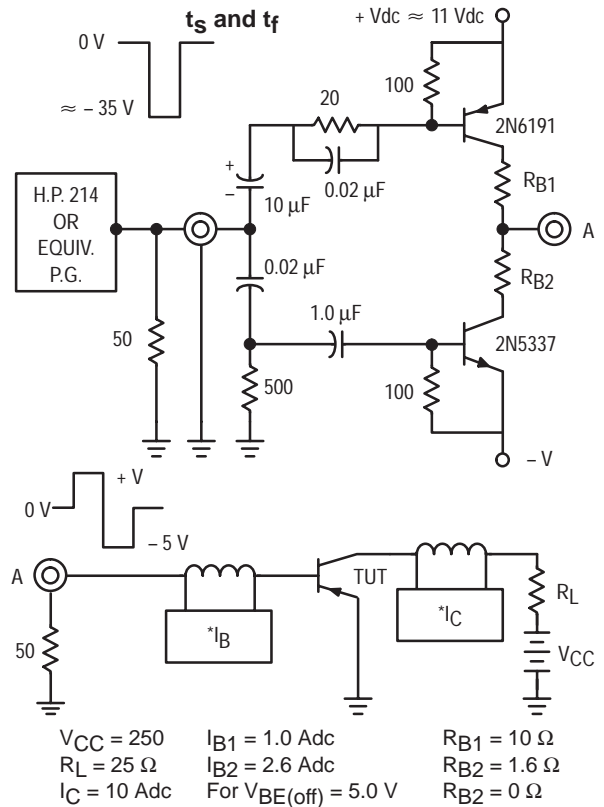 ts and tf
+ Vdc ≈ 11 Vdc
0 V
≈ – 35 V
100
20
2N6191
+
–
0.02 µF
10 µF
RB1
H.P. 214
OR
EQUIV.
P.G.
A
0.02 µF
RB2
50
1.0 µF
2N5337
500
100
– V
+ V
0 V
– 5 V
A
TUT
*IB
*IC
RL
50
VCC
VCC = 250 IB1 = 1.0 Adc RB1 = 10 Ω
RL = 25 Ω IB2 = 2.6 Adc RB2 = 1.6 Ω
IC = 10 Adc For VBE(off) = 5.0 V RB2 = 0 Ω